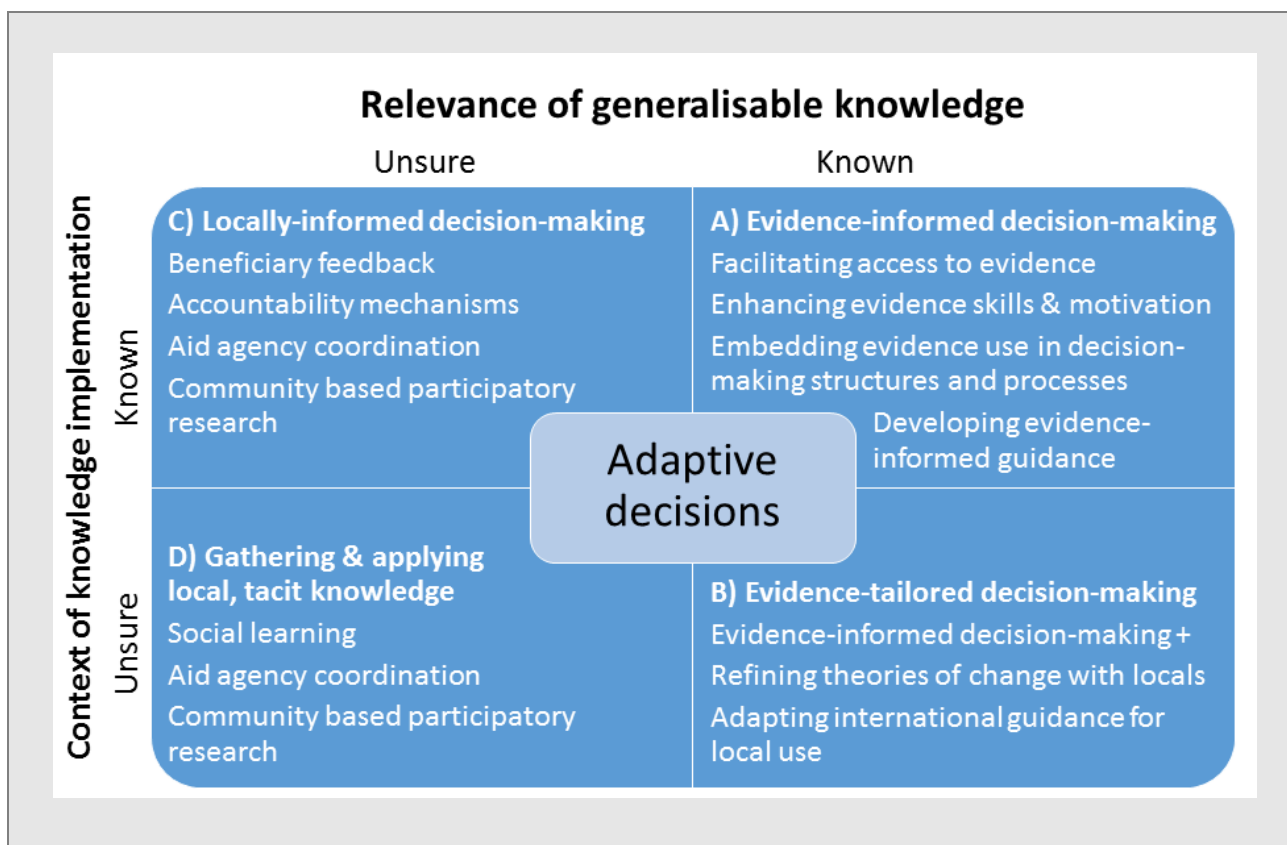 Relevance of generalisable knowledge
Unsure
Known
Context of knowledge implementation
Known
Unsure
C) Locally-informed decision-making
Beneficiary feedback
Accountability mechanisms
Aid agency coordination
Community based participatory
research
A) Evidence-informed decision-making
Facilitating access to evidence
Enhancing evidence skills & motivation
Embedding evidence use in decision-
making structures and processes
Developing evidence-
informed guidance
Adaptive
decisions
D) Gathering & applying
local, tacit knowledge
Social learning
Aid agency coordination
Community based participatory
research
B) Evidence-tailored decision-making
Evidence-informed decision-making +
Refining theories of change with locals
Adapting international guidance for
local use